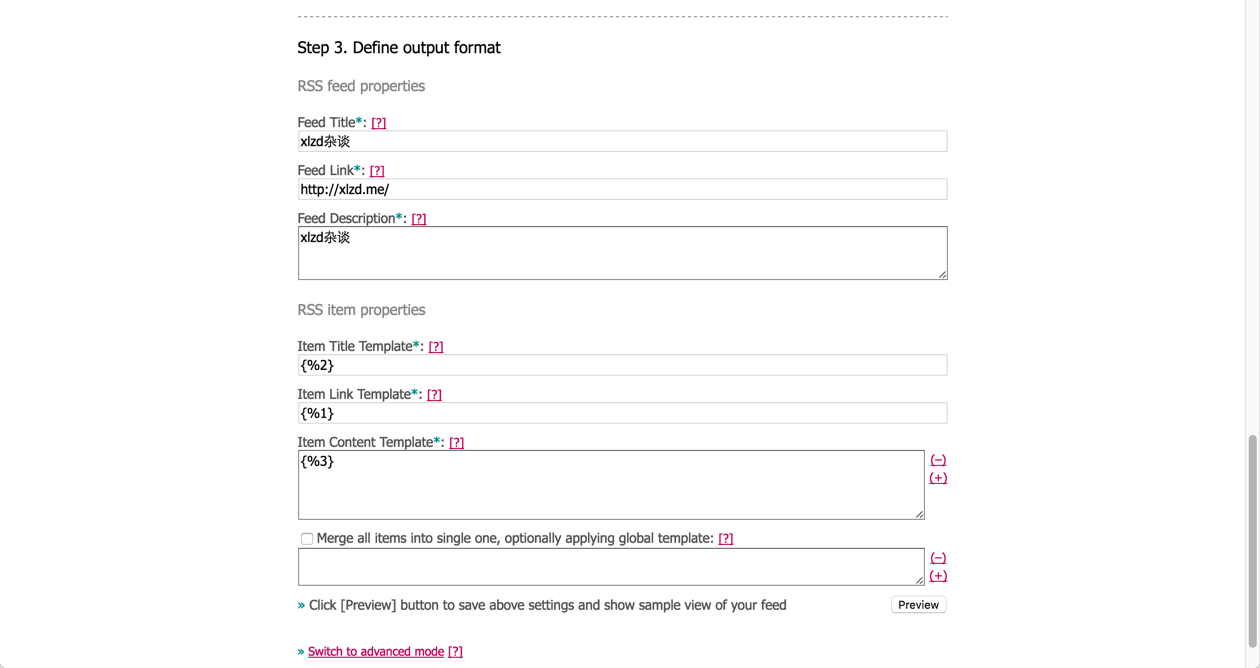 Step 3. Define output format
RSS feed properties
Feed Title*: [?]
xlzd杂谈
Feed Link*: [?]
http://xlzd.me/
Feed Description*: [?]
xlzd杂谈
RSS item properties
Item Title Template*: [?]
{%2}
Item Link Template*: [?]
{%1}
Item Content Template*: [?]
{%3}
(−)
(+)
Merge all items into single one, optionally applying global template: [?]
(−)
(+)
» Click [Preview] button to save above settings and show sample view of your feed
Preview
» Switch to advanced mode [?]